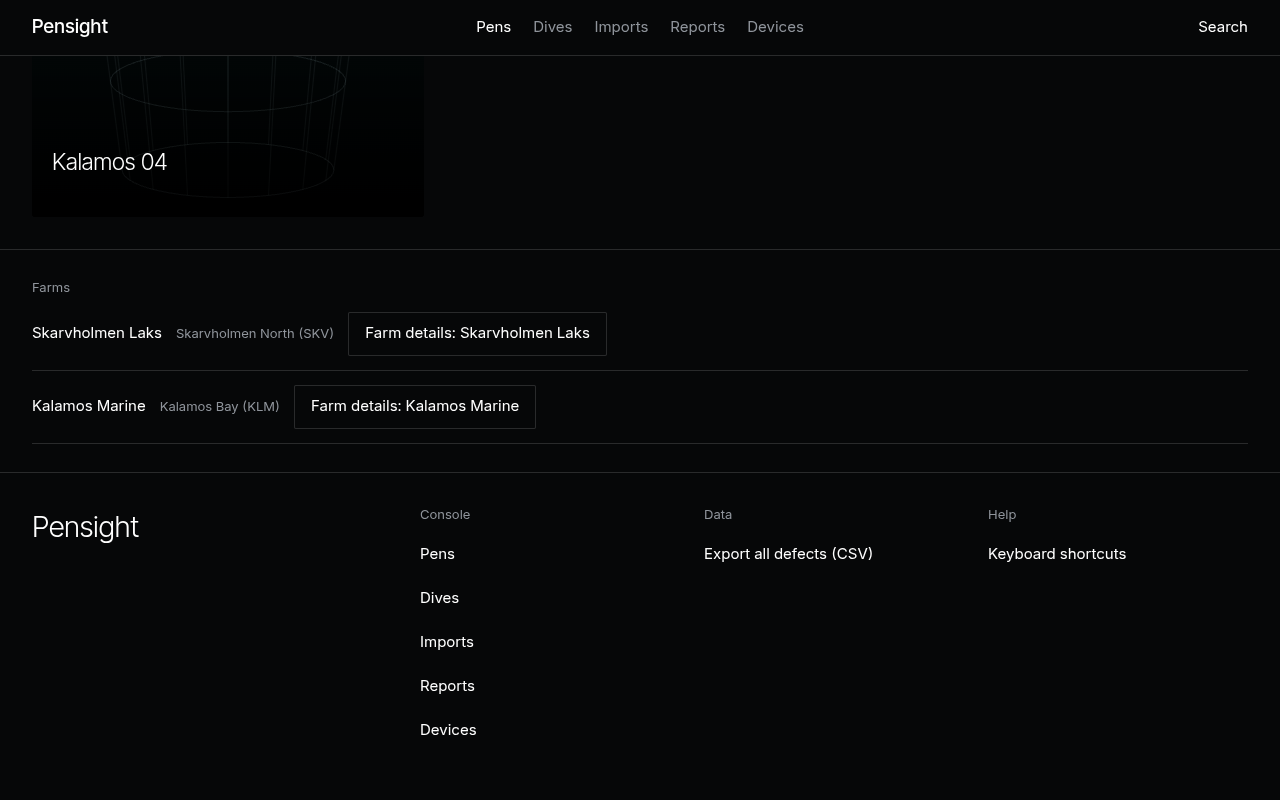 Pensight
Pens Dives Imports Reports Devices
Search
Kalamos 04
Farms
Skarvholmen Laks Skarvholmen North (SKV) Farm details: Skarvholmen Laks
Kalamos Marine Kalamos Bay (KLM) Farm details: Kalamos Marine
Pensight
Console
Pens
Dives
Imports
Reports
Devices
Data
Export all defects (CSV)
Help
Keyboard shortcuts